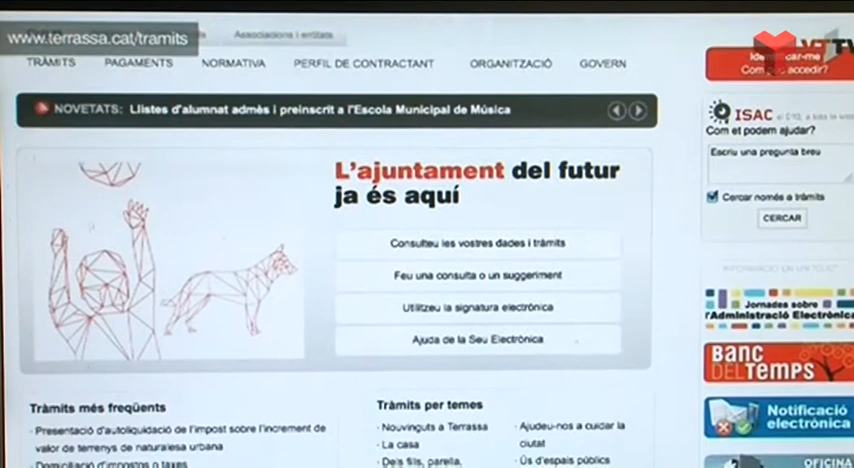 www.terrassa.cat/tramits
Associacions i entitats
TRÀMITS PAGAMENTS NORMATIVA PERFIL DE CONTRACTANT ORGANITZACIÓ GOVERN
NOVETATS: Llistes d'alumnat admès i preinscrit a l'Escola Municipal de Música
L'ajuntament del futur
ja és aquí
Consulteu les vostres dades i tràmits
Feu una consulta o un suggeriment
Utilitzeu la signatura electrònica
Ajuda de la Seu Electrònica
Tràmits més freqüents
· Presentació d'autoliquidació de l'impost sobre l'increment de
valor de terrenys de naturalesa urbana
· Domiciliació d'impostos o taxes
Tràmits per temes
· Nouvinguts a Terrassa
· La casa
· Dels fills, parella,
· Ajudeu-nos a cuidar la
ciutat
· Ús d'espais públics
TV
accedir?
ISAC
Com et podem ajudar?
Escriu una pregunta breu
Cercar només a tràmits
CERCAR
Jornades sobre
l'Administració Electrònica
BANC
DEL TEMPS
Notificació
electrònica
OFICINA